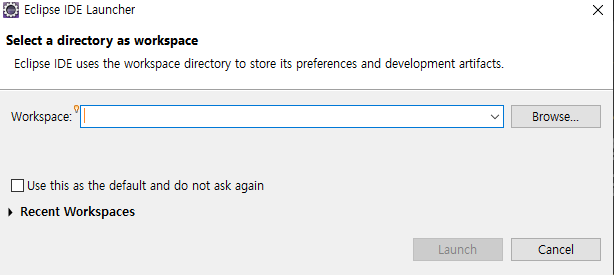 Eclipse IDE Launcher
Select a directory as workspace
Eclipse IDE uses the workspace directory to store its preferences and development artifacts.
Workspace:
Browse...
Use this as the default and do not ask again
Recent Workspaces
Launch
Cancel